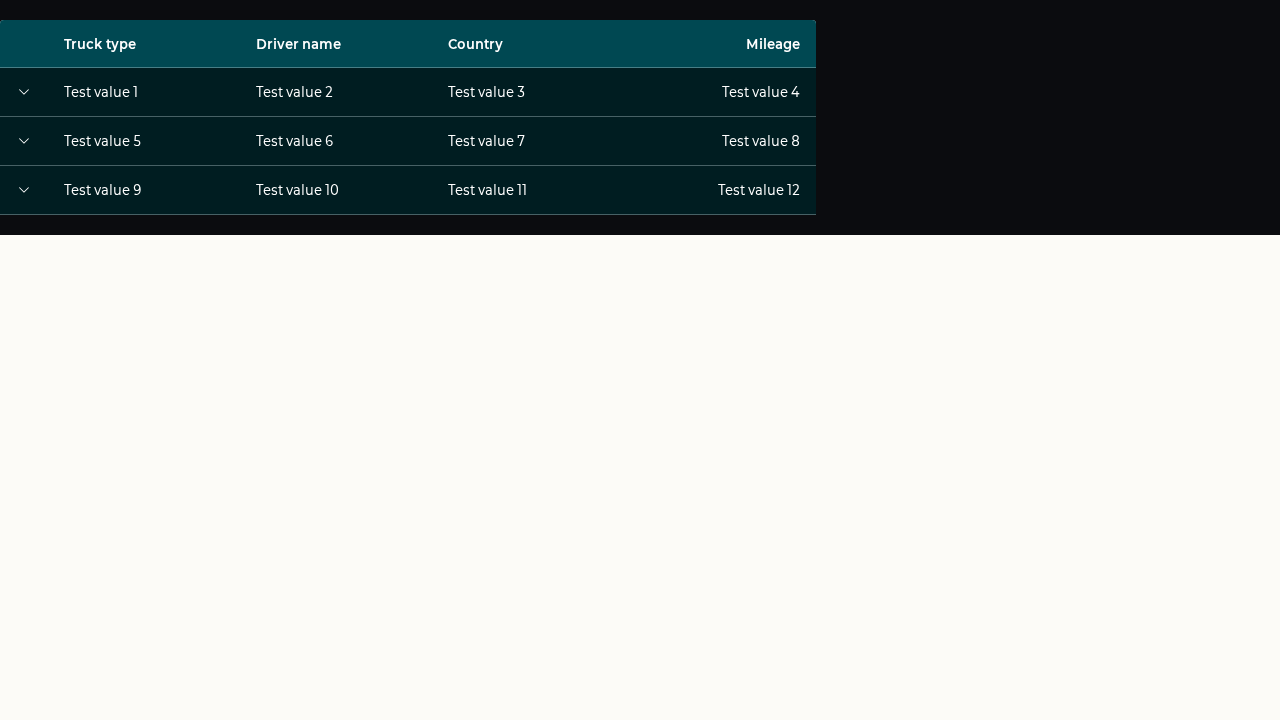 Truck type Driver name Country Mileage
Test value 1 Test value 2 Test value 3 Test value 4
Test value 5 Test value 6 Test value 7 Test value 8
Test value 9 Test value 10 Test value 11 Test value 12